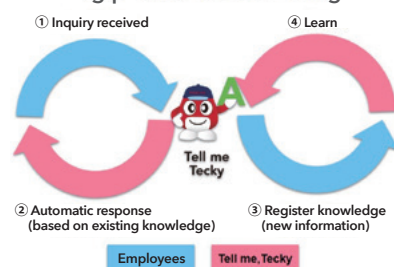 ① Inquiry received
④ Learn
A
Tell me
Tecky
② Automatic response
(based on existing knowledge)
③ Register knowledge
(new information)
Employees
Tell me, Tecky